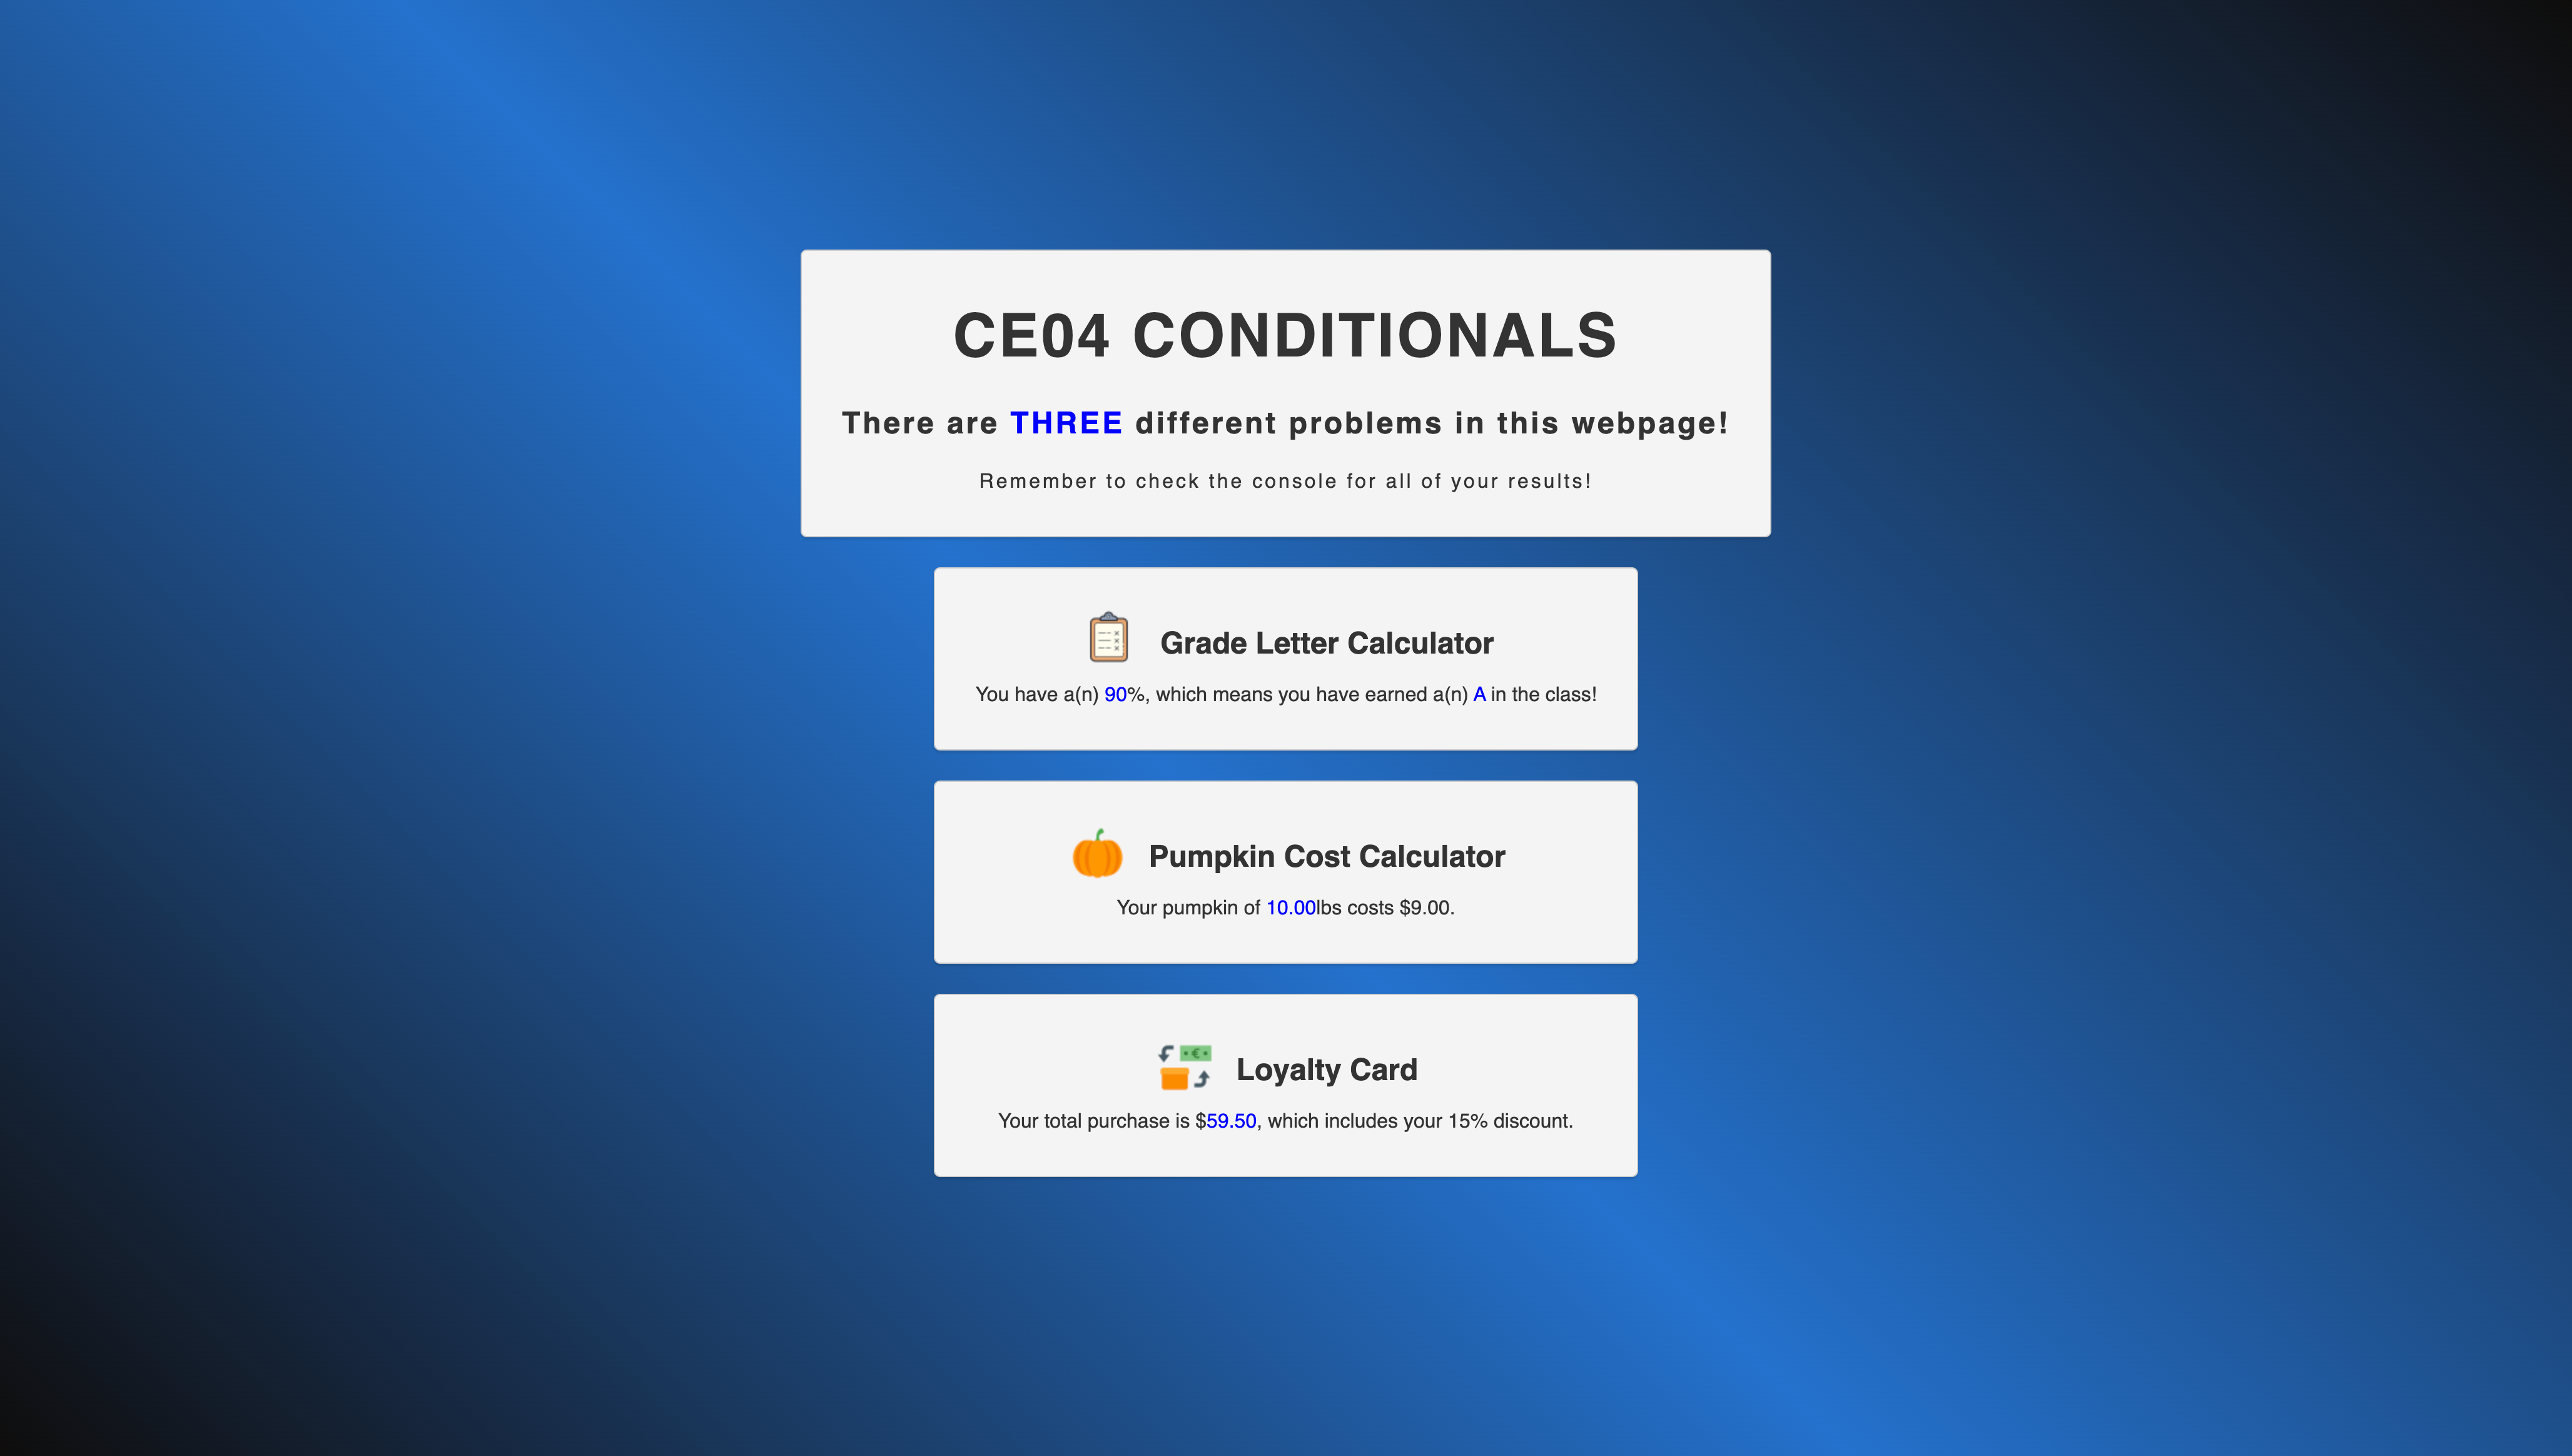 CE04 CONDITIONALS
There are THREE different problems in this webpage!
Remember to check the console for all of your results!
Grade Letter Calculator
You have a(n) 90%, which means you have earned a(n) A in the class!
Pumpkin Cost Calculator
Your pumpkin of 10.00lbs costs $9.00.
Loyalty Card
Your total purchase is $59.50, which includes your 15% discount.